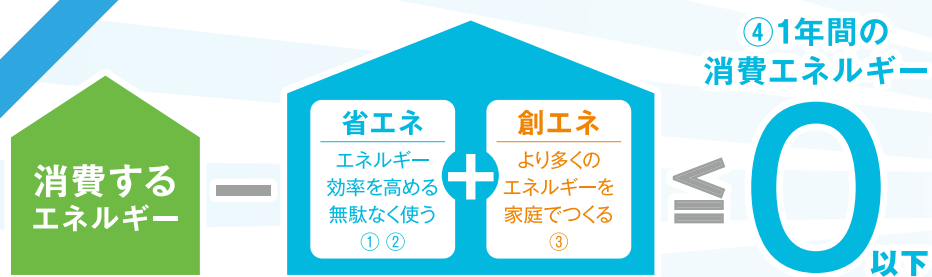 消費する
エネルギー
省エネ
エネルギー
効率を高める
無駄なく使う
① ②
創エネ
より多くの
エネルギーを
家庭でつくる
③
④1年間の
消費エネルギー
0
以下